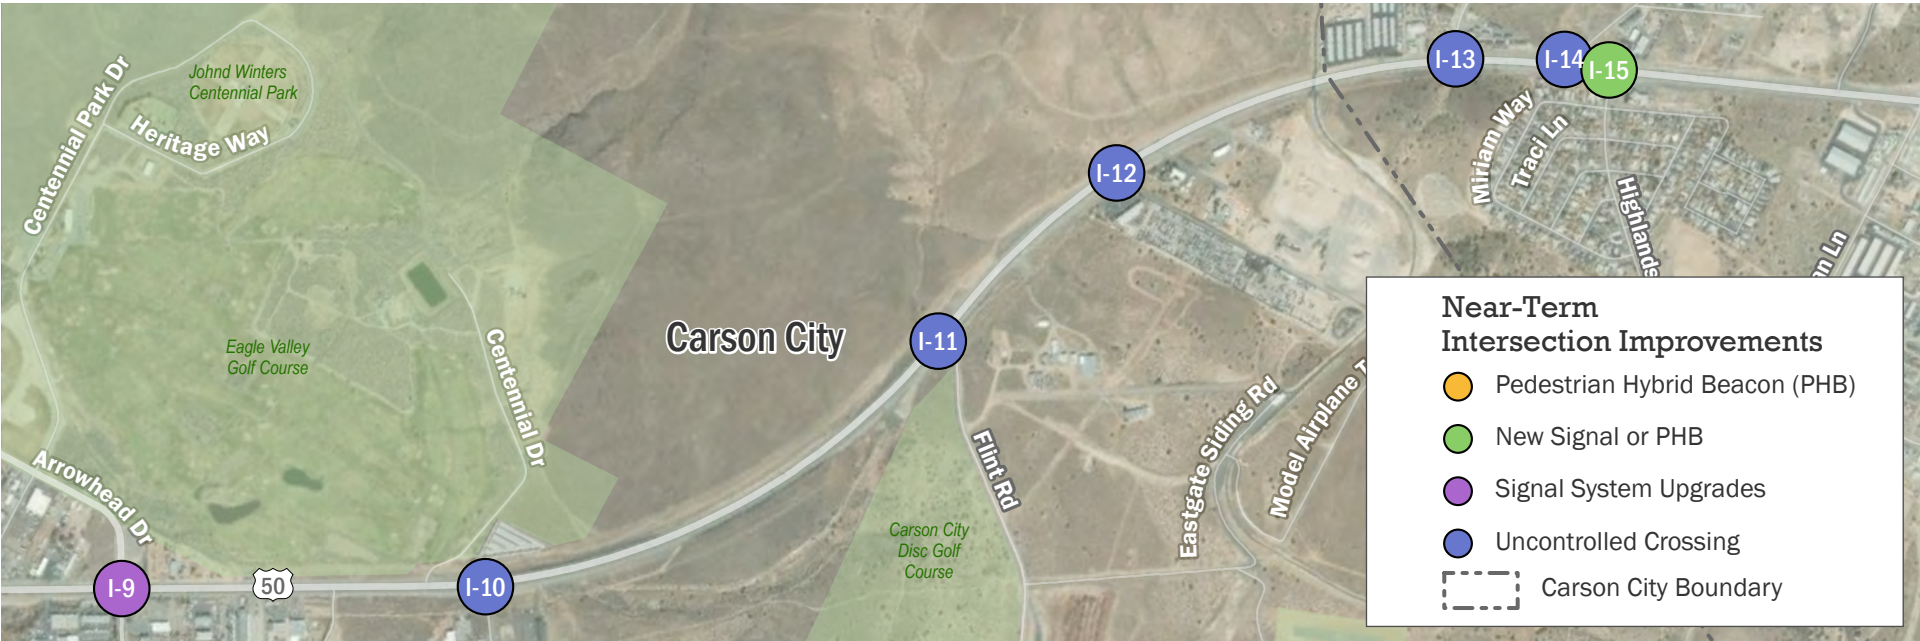 Johnd Winters
Centennial Park
Centennial Park Dr
Heritage Way
Eagle Valley
Golf Course
Centennial Dr
Arrowhead Dr
I-9
50
I-10
Carson City
I-11
Flint Rd
Carson City
Disc Golf
Course
I-12
Eastgate Siding Rd
Model Airplane
I-13
I-14
I-15
Miriam Way
Traci Ln
Highlands
Ln
Near-Term
Intersection Improvements
Pedestrian Hybrid Beacon (PHB)
New Signal or PHB
Signal System Upgrades
Uncontrolled Crossing
Carson City Boundary